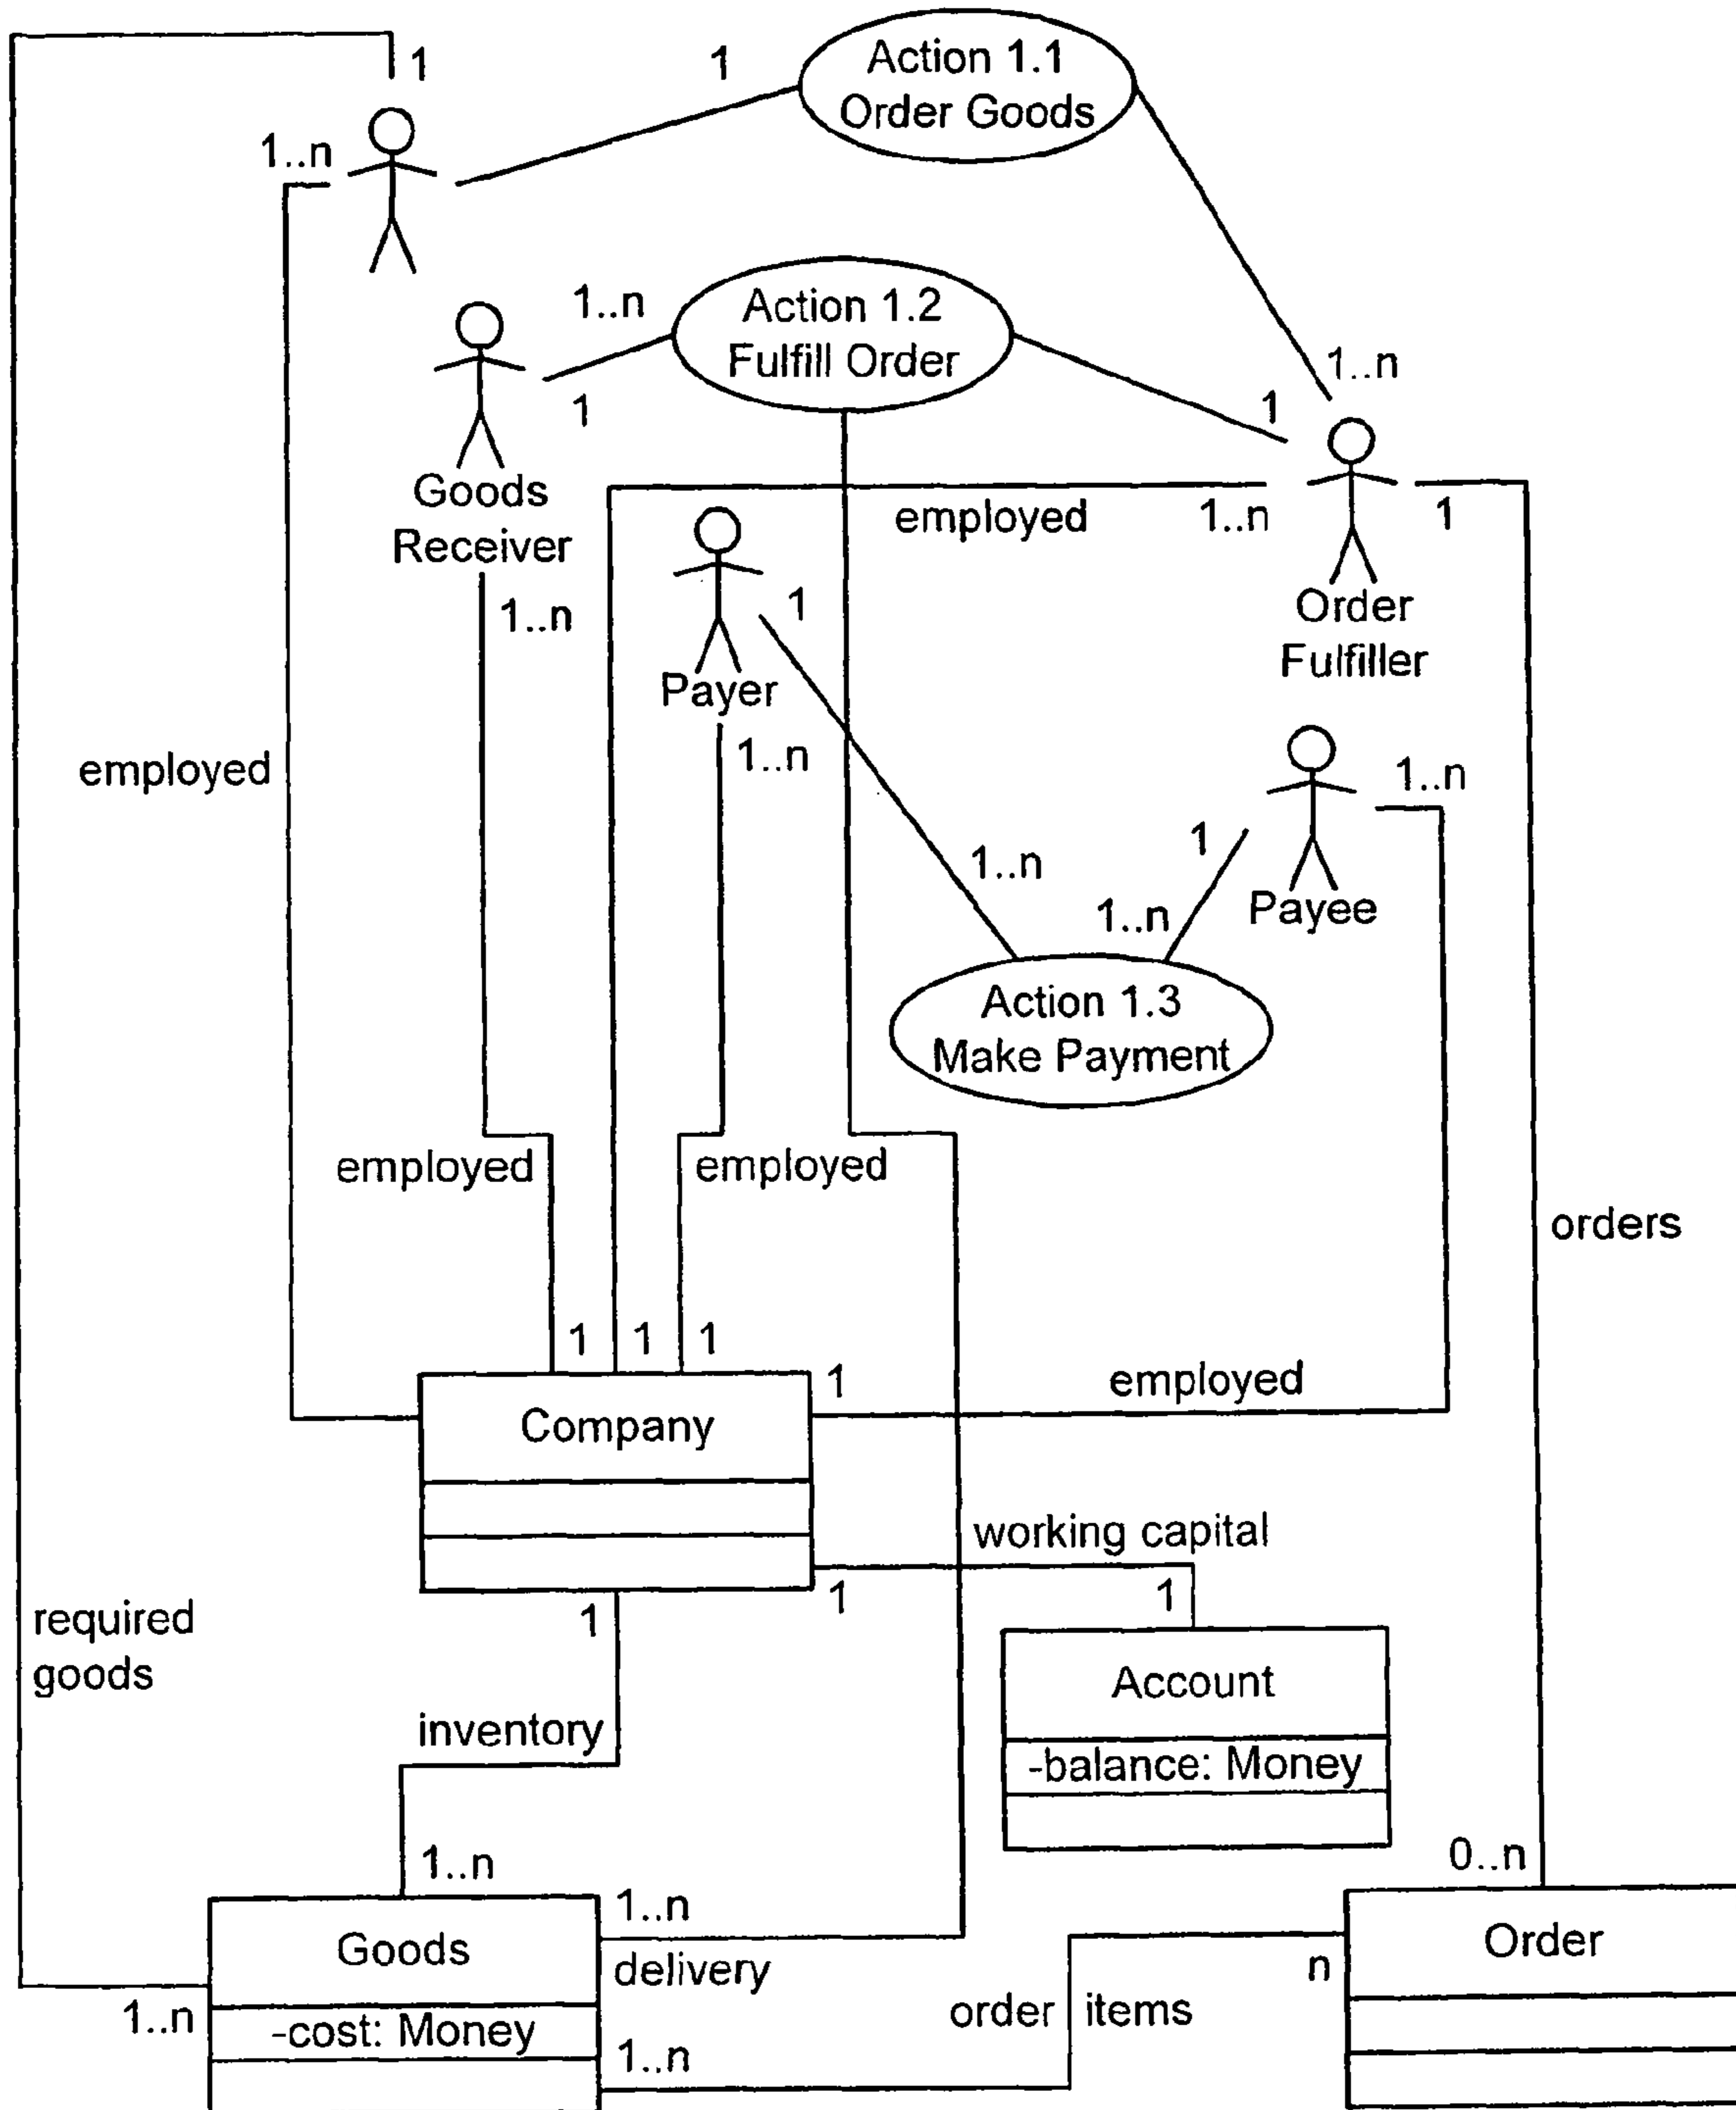 1
1
Action 1.1
Order Goods
1..n
1..n
Action 1.2
Fulfill Order
1..n
1
1
Goods
Receiver
employed
1..n
1
1..n
1
Order
Fulfiller
Payer
1..n
employed
1..n
1
1..n
1..n
Payee
Action 1.3
Make Payment
employed
employed
orders
1
1
1
1
employed
Company
working capital
1
1
1
required
goods
Account
inventory
-balance: Money
1..n
0..n
1..n
Goods
delivery
Order
n
1..n
-cost: Money
order items
1..n